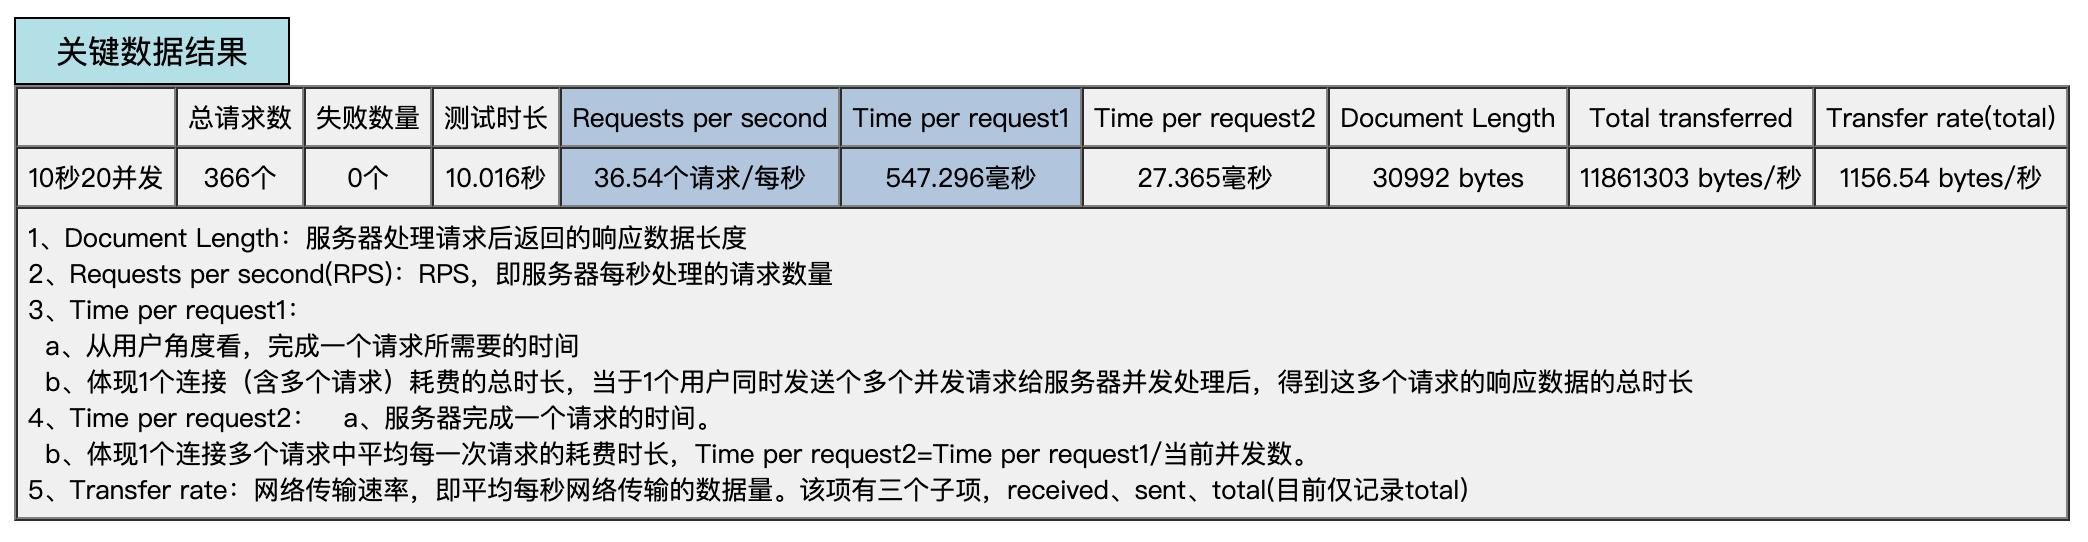 关键数据结果
总请求数 失败数量 测试时长 Requests per second Time per request1 Time per request2 Document Length Total transferred Transfer rate(total)
10秒20并发 366个 0个 10.016秒 36.54个请求/每秒 547.296毫秒 27.365毫秒 30992 bytes 11861303 bytes/秒 1156.54 bytes/秒
1、Document Length：服务器处理请求后返回的响应数据长度
2、Requests per second(RPS)：RPS，即服务器每秒处理的请求数量
3、Time per request1：
a、从用户角度看，完成一个请求所需要的时间
b、体现1个连接（含多个请求）耗费的总时长，当于1个用户同时发送个多个并发请求给服务器并发处理后，得到这多个请求的响应数据的总时长
4、Time per request2： a、服务器完成一个请求的时间。
b、体现1个连接多个请求中平均每一次请求的耗费时长，Time per request2=Time per request1/当前并发数。
5、Transfer rate：网络传输速率，即平均每秒网络传输的数据量。该项有三个子项，received、sent、total(目前仅记录total)